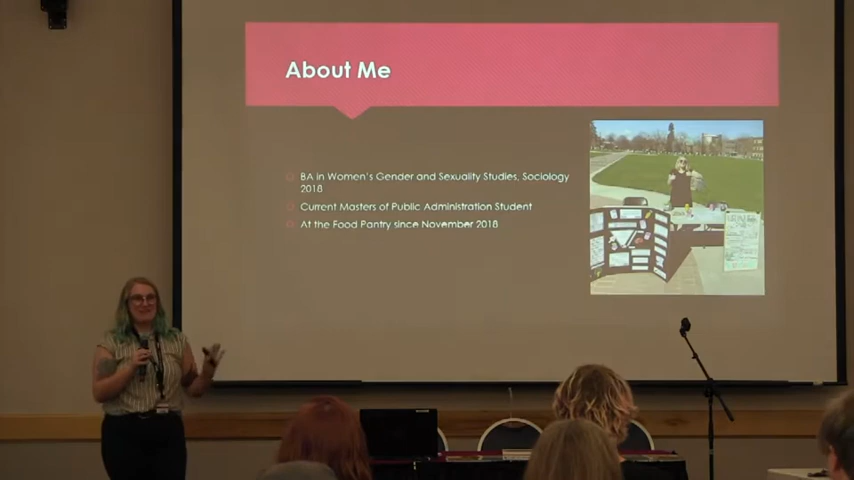 About Me
BA in Women's Gender and Sexuality Studies, Sociology
2018
Current Masters of Public Administration Student
At the Food Pantry since November 2018